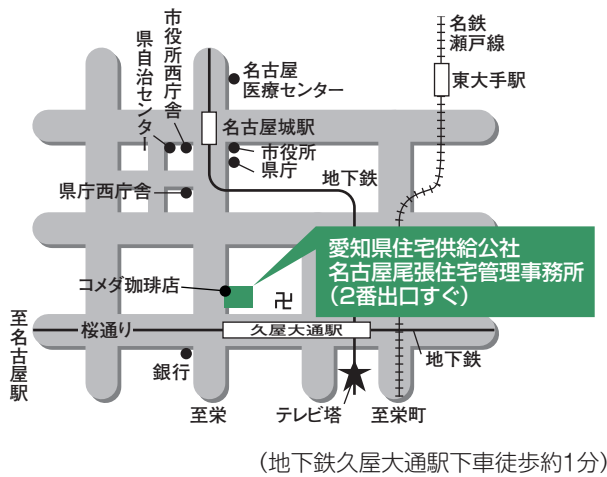 名鉄
瀬戸線
東大手駅
市役所西庁舎
県自治センター
名古屋
医療センター
名古屋城駅
市役所
県庁
地下鉄
県庁西庁舎
愛知県住宅供給公社
名古屋尾張住宅管理事務所
(2番出口すぐ)
コメダ珈琲店
卍
至名古屋駅
桜通り
久屋大通駅
地下鉄
銀行
至栄
テレビ塔
至栄町
(地下鉄久屋大通駅下車徒歩約1分)